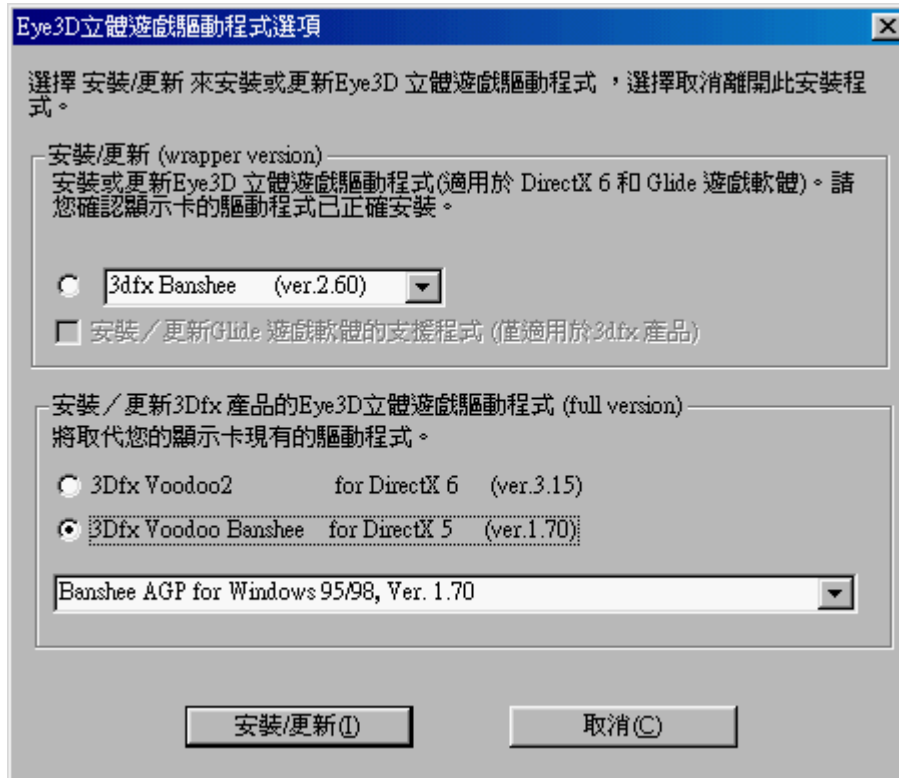 Eye3D立體遊戲驅動程式選項
選擇 安裝/更新 來安裝或更新Eye3D 立體遊戲驅動程式 ，選擇取消離開此安裝程
式。
安裝/更新 (wrapper version)
安裝或更新Eye3D 立體遊戲驅動程式(適用於 DirectX 6 和 Glide 遊戲軟體)。請
您確認顯示卡的驅動程式已正確安裝。
3dfx Banshee (ver.2.60)
安裝／更新Glide 遊戲軟體的支援程式 (僅適用於3dfx 產品)
安裝／更新3Dfx 產品的Eye3D立體遊戲驅動程式 (full version)
將取代您的顯示卡現有的驅動程式。
3Dfx Voodoo2 for DirectX 6 (ver.3.15)
3Dfx Voodoo Banshee for DirectX 5 (ver.1.70)
Banshee AGP for Windows 95/98, Ver. 1.70
安裝/更新(I) 取消(C)